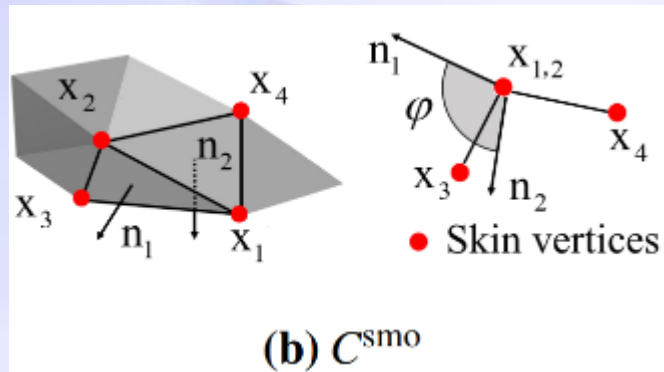 x₂
x₄
n₂
x₃
n₁
x₁
n₁
x₁,₂
φ
x₃
x₄
n₂
Skin vertices
(b) Cˢᵐᵒ